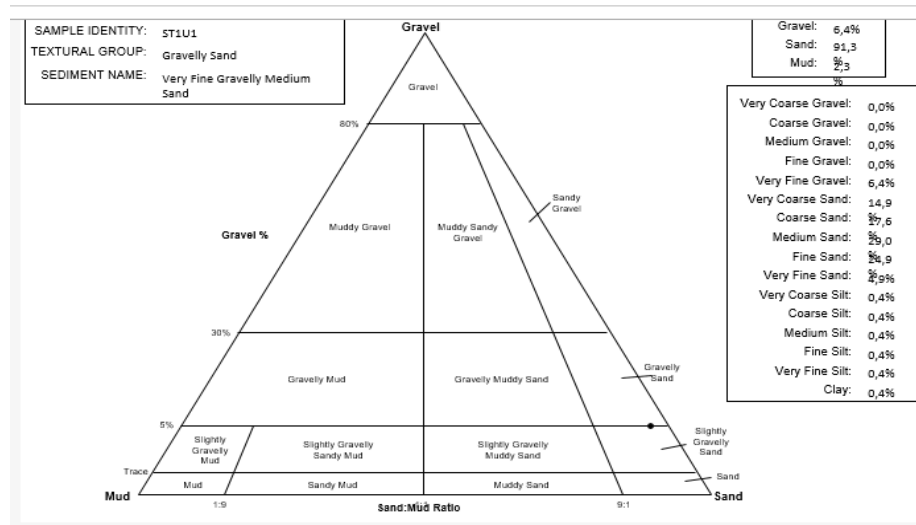 SAMPLE IDENTITY: ST1U1
TEXTURAL GROUP: Gravelly Sand
SEDIMENT NAME: Very Fine Gravelly Medium
Sand
Gravel
Gravel: 6,4%
Sand: 91,3
%
Mud: 2,3
%
Gravel
80%
Sandy
Gravel
Muddy Gravel
Muddy Sandy
Gravel
Gravel %
30%
Gravelly Mud
Gravelly Muddy Sand
Gravelly
Sand
5%
Slightly
Gravelly
Mud
Slightly Gravelly
Sandy Mud
Slightly Gravelly
Muddy Sand
Slightly
Gravelly
Sand
Trace
Mud
Sandy Mud
Muddy Sand
Sand
Mud
Sand
1:9
Sand:Mud Ratio
9:1
Very Coarse Gravel: 0,0%
Coarse Gravel: 0,0%
Medium Gravel: 0,0%
Fine Gravel: 0,0%
Very Fine Gravel: 6,4%
Very Coarse Sand: 14,9
%
Coarse Sand: 17,6
%
Medium Sand: 29,0
%
Fine Sand: 24,9
%
Very Fine Sand: 4,9%
Very Coarse Silt: 0,4%
Coarse Silt: 0,4%
Medium Silt: 0,4%
Fine Silt: 0,4%
Very Fine Silt: 0,4%
Clay: 0,4%